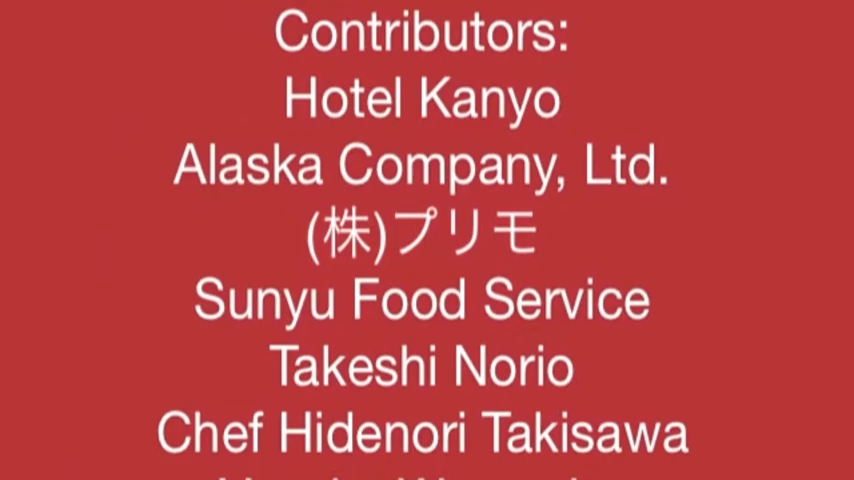 Contributors:
Hotel Kanyo
Alaska Company, Ltd.
(株)プリモ
Sunyu Food Service
Takeshi Norio
Chef Hidenori Takisawa